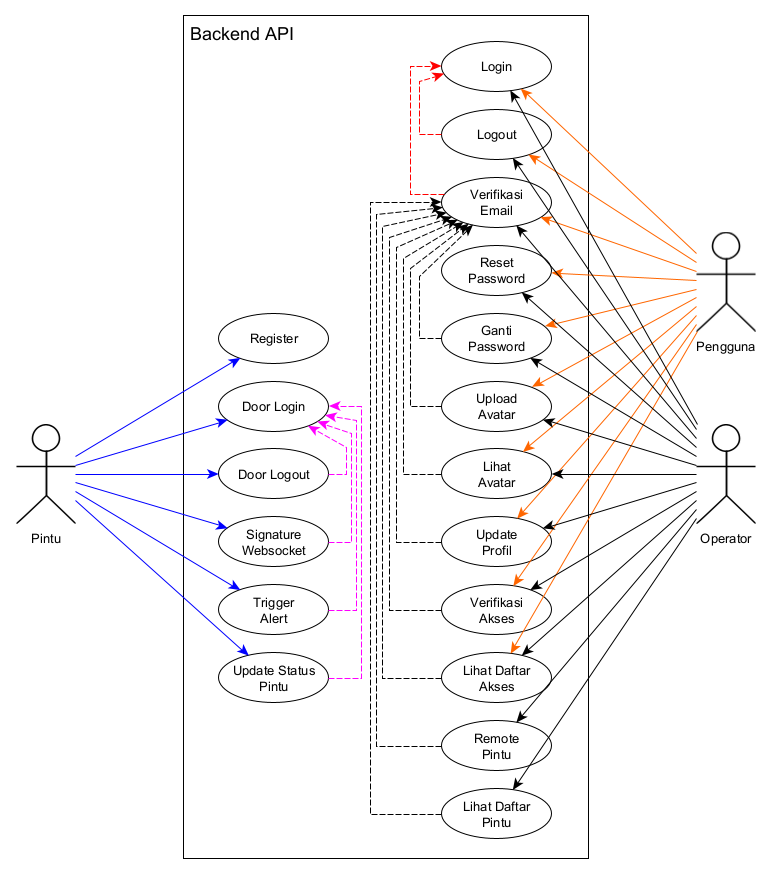 Backend API
Login
Logout
Verifikasi
Email
Reset
Password
Ganti
Password
Upload
Avatar
Lihat
Avatar
Update
Profil
Verifikasi
Akses
Lihat Daftar
Akses
Remote
Pintu
Lihat Daftar
Pintu
Register
Door Login
Door Logout
Signature
Websocket
Trigger
Alert
Update Status
Pintu
Pintu
Pengguna
Operator